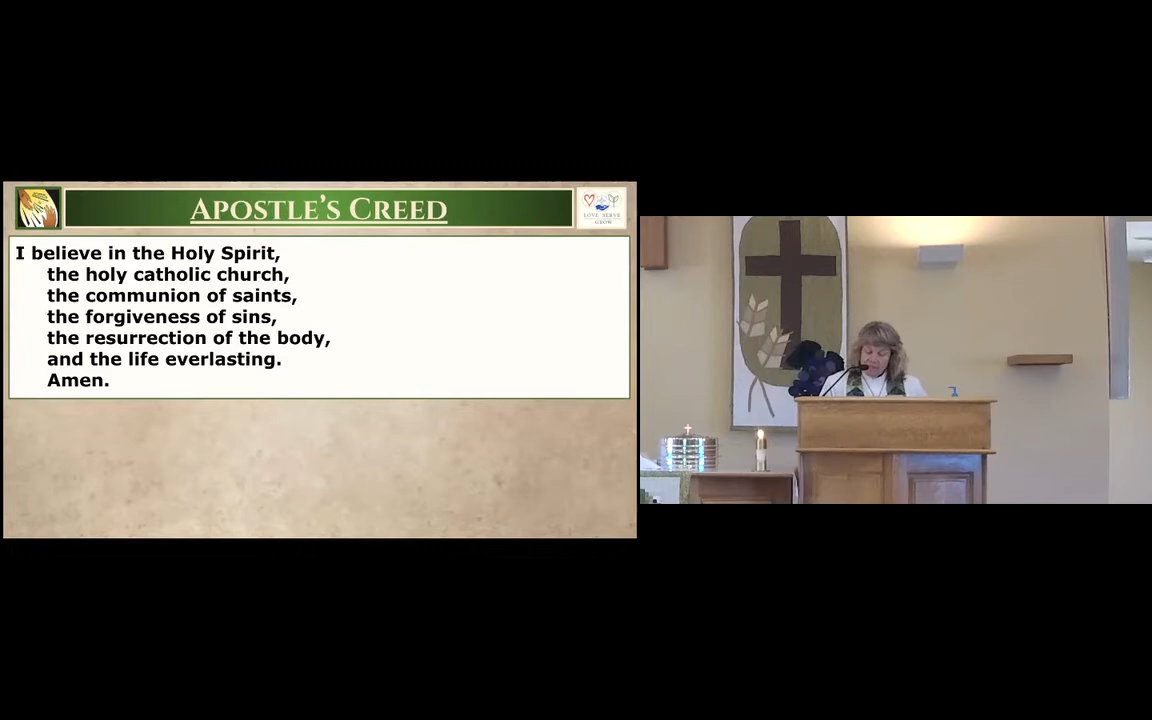 APOSTLE'S CREED
LOVE SERVE
GROW
I believe in the Holy Spirit,
the holy catholic church,
the communion of saints,
the forgiveness of sins,
the resurrection of the body,
and the life everlasting.
Amen.